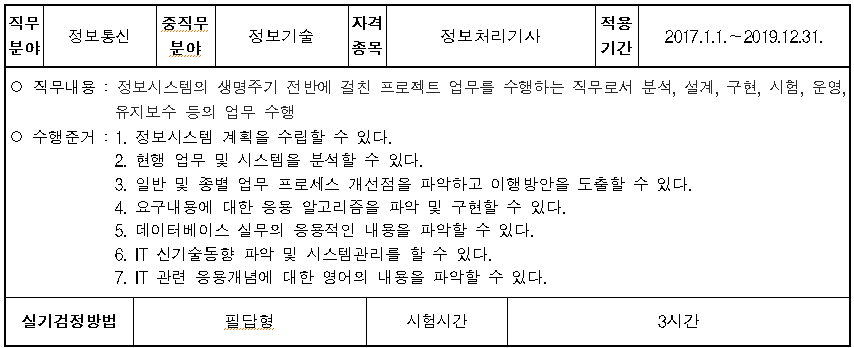 직무 분야 정보통신 중직무 분야 정보기술 자격 종목 정보처리기사 적용 기간 2017.1.1.~2019.12.31.
○ 직무내용 : 정보시스템의 생명주기 전반에 걸친 프로젝트 업무를 수행하는 직무로서 분석, 설계, 구현, 시험, 운영,
유지보수 등의 업무 수행
○ 수행준거 : 1. 정보시스템 계획을 수립할 수 있다.
2. 현행 업무 및 시스템을 분석할 수 있다.
3. 일반 및 종별 업무 프로세스 개선점을 파악하고 이행방안을 도출할 수 있다.
4. 요구내용에 대한 응용 알고리즘을 파악 및 구현할 수 있다.
5. 데이터베이스 실무의 응용적인 내용을 파악할 수 있다.
6. IT 신기술동향 파악 및 시스템관리를 할 수 있다.
7. IT 관련 응용개념에 대한 영어의 내용을 파악할 수 있다.
실기검정방법 필답형 시험시간 3시간